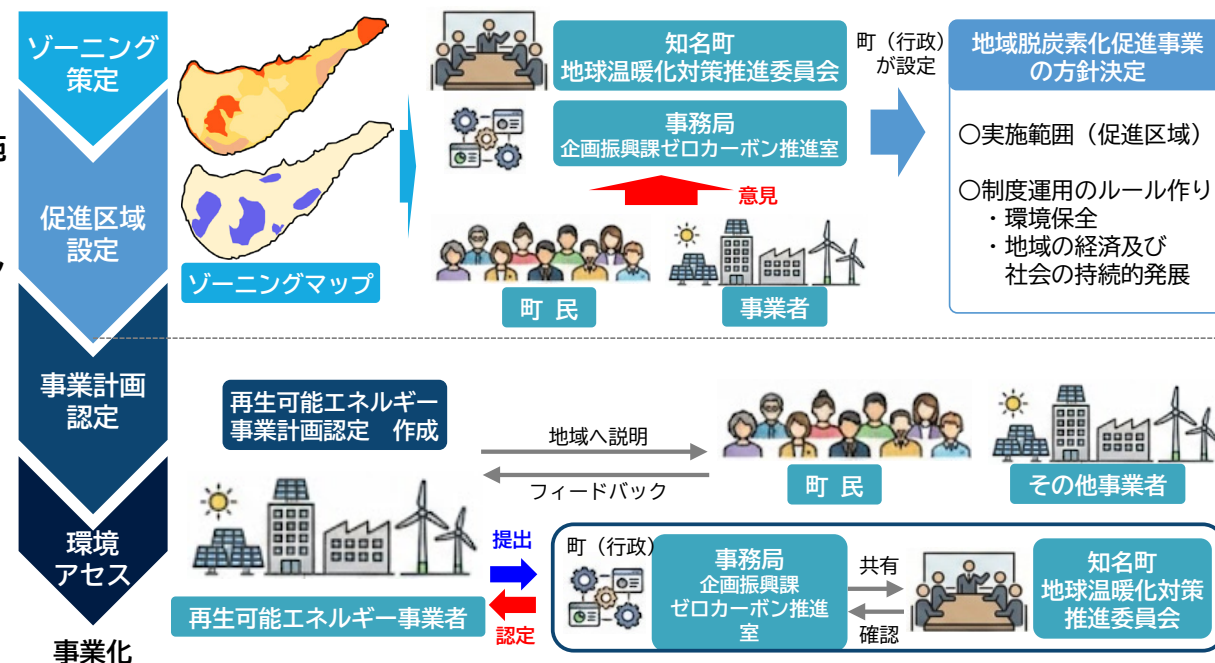 ゾーニング
策定
促進区域
設定
事業計画
認定
環境
アセス
事業化
ゾーニングマップ
知名町
地球温暖化対策推進委員会
事務局
企画振興課ゼロカーボン推進室
意見
町 民
事業者
町（行政）
が設定
地域脱炭素化促進事業
の方針決定
○実施範囲（促進区域）
○制度運用のルール作り
・環境保全
・地域の経済及び
社会の持続的発展
再生可能エネルギー
事業計画認定　作成
地域へ説明
フィードバック
町 民
その他事業者
再生可能エネルギー事業者
提出
認定
町（行政）
事務局
企画振興課
ゼロカーボン推進
室
共有
確認
知名町
地球温暖化対策
推進委員会